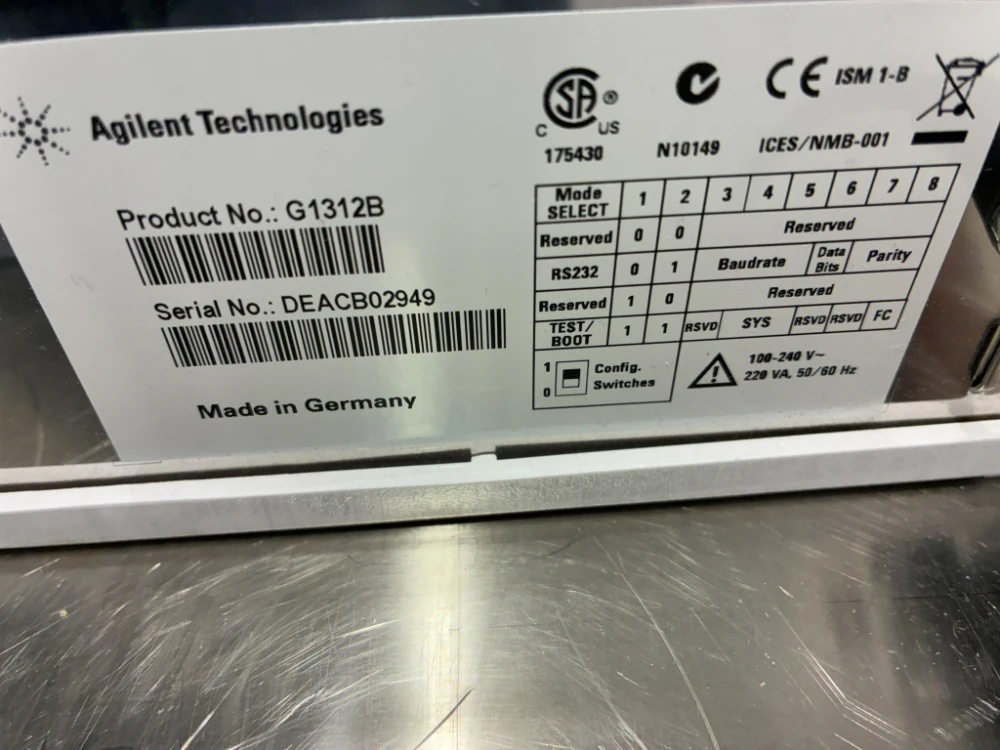 Agilent Technologies
Product No.: G1312B
Serial No.: DEACB02949
Made in Germany
C SA ® US
175430
N10149
CE ISM 1-B
ICES/NMB-001
Mode SELECT 1 2 3 4 5 6 7 8
Reserved 0 0 Reserved
RS232 0 1 Baudrate Data Bits Parity
Reserved 1 0 Reserved
TEST/BOOT 1 1 RSVD SYS RSVD RSVD FC
1 Config.
0 Switches
100-240 V~
220 VA, 50/60 Hz